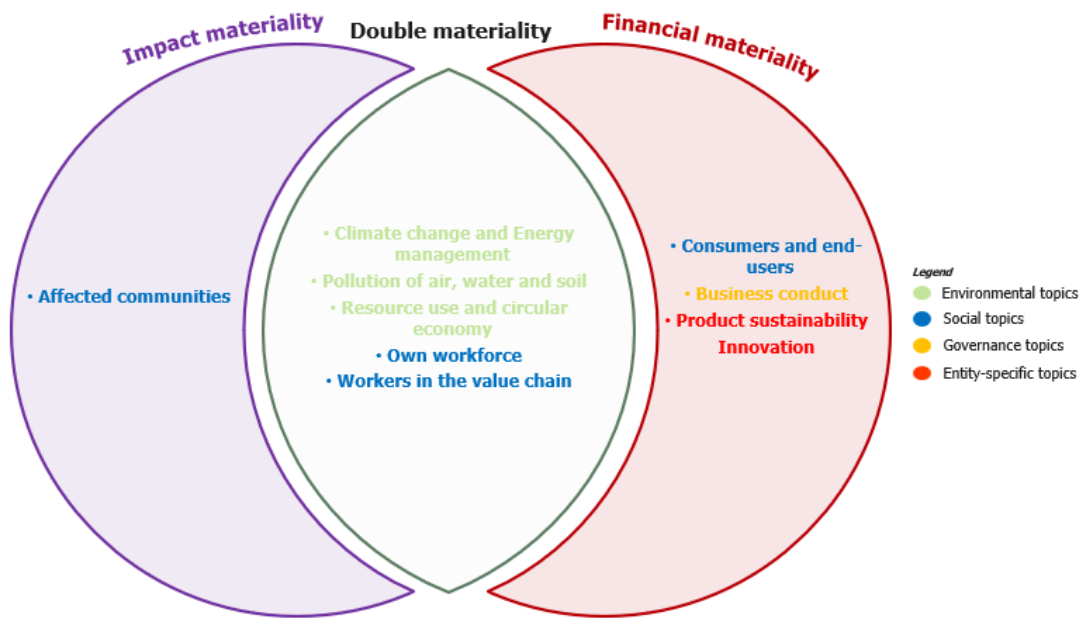 Impact materiality
Double materiality
Financial materiality
• Affected communities
• Climate change and Energy
management
• Pollution of air, water and soil
• Resource use and circular
economy
• Own workforce
• Workers in the value chain
• Consumers and end-
users
• Business conduct
• Product sustainability
Innovation
Legend
Environmental topics
Social topics
Governance topics
Entity-specific topics